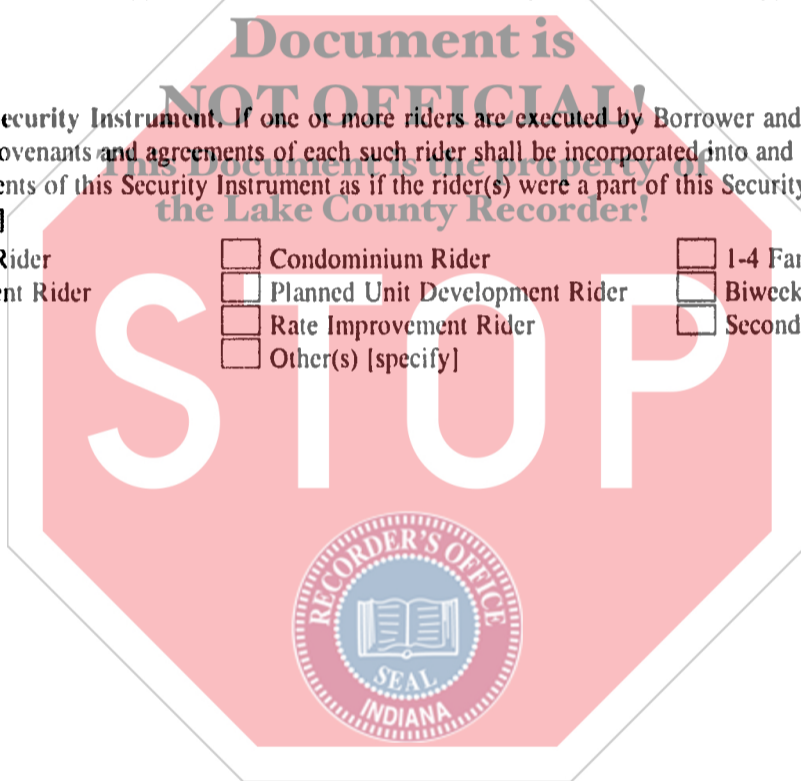 Document is
NOT OFFICIAL!
ecurity Instrument. If one or more riders are executed by Borrower and
ovenants and agreements of each such rider shall be incorporated into and
This Document is the property of
ents of this Security Instrument as if the rider(s) were a part of this Security
the Lake County Recorder!
]
Rider
Condominium Rider
1-4 Fam
nt Rider
Planned Unit Development Rider
Biweek
Rate Improvement Rider
Second
Other(s) [specify]
STOP
RECORDER'S OFFICE
SEAL
INDIANA